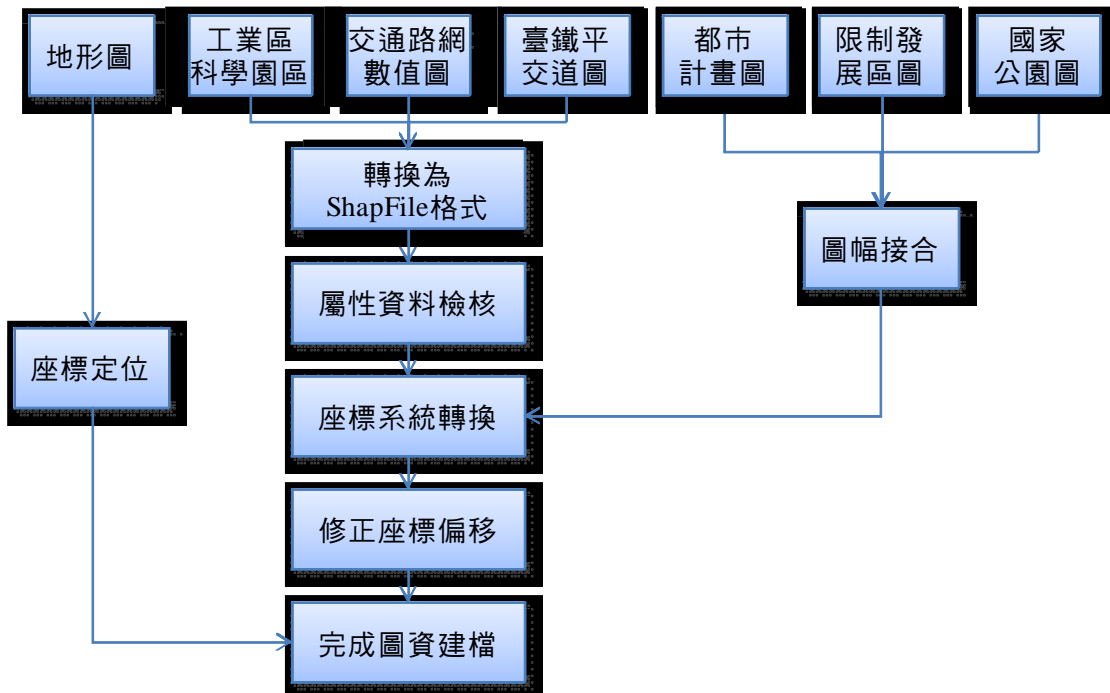 地形圖
工業區
科學園區
交通路網
數值圖
臺鐵平
交道圖
都市
計畫圖
限制發
展區圖
國家
公園圖
轉換為
ShapFile格式
圖幅接合
屬性資料檢核
座標定位
座標系統轉換
修正座標偏移
完成圖資建檔